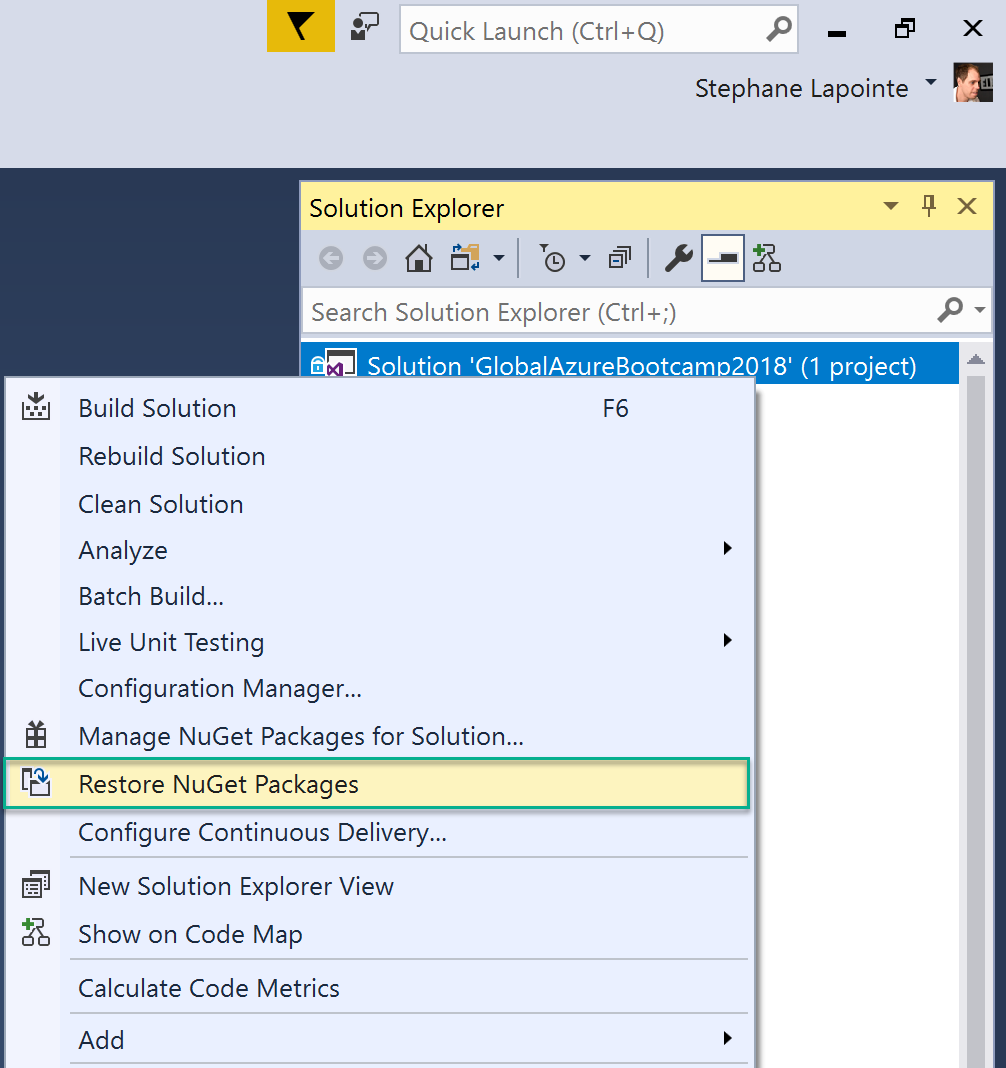 Quick Launch (Ctrl+Q)
Stephane Lapointe
Solution Explorer
Search Solution Explorer (Ctrl+;)
Solution 'GlobalAzureBootcamp2018' (1 project)
Build Solution F6
Rebuild Solution
Clean Solution
Analyze
Batch Build...
Live Unit Testing
Configuration Manager...
Manage NuGet Packages for Solution...
Restore NuGet Packages
Configure Continuous Delivery...
New Solution Explorer View
Show on Code Map
Calculate Code Metrics
Add